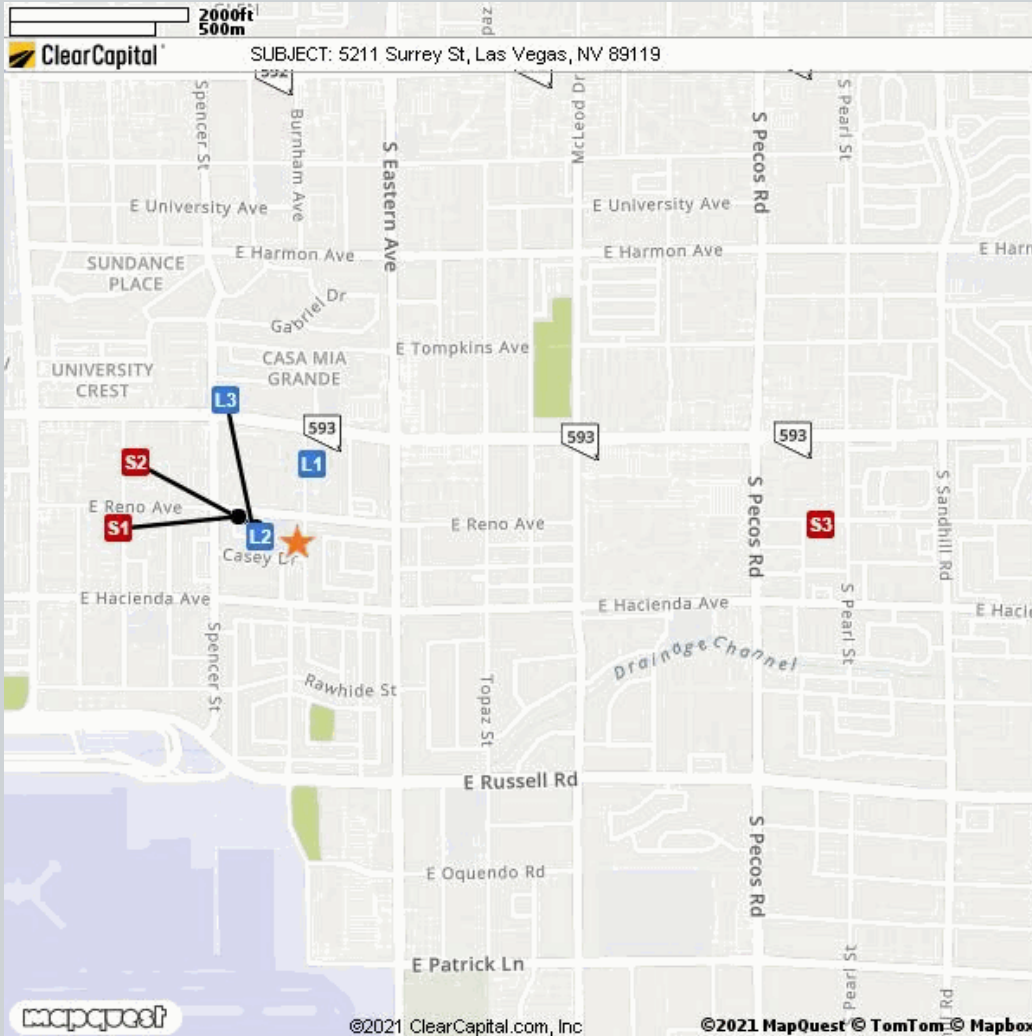 2000ft
500m
ClearCapital
SUBJECT: 5211 Surrey St, Las Vegas, NV 89119
Spencer St
Burnham Ave
S Eastern Ave
McLeod Dr
S Pecos Rd
S Pearl St
E University Ave
E University Ave
E Harmon Ave
E Harmon Ave
SUNDANCE
PLACE
Gabriel Dr
E Tompkins Ave
CASA MIA
GRANDE
UNIVERSITY
CREST
L3
593
593
593
S2
L1
E Reno Ave
S1
L2
E Reno Ave
S Pecos Rd
S3
S Sandhill Rd
Casey Dr
E Hacienda Ave
E Hacienda Ave
S Pearl St
Spencer St
Drainage Channel
Rawhide St
Topaz St
E Russell Rd
S Pecos Rd
E Oquendo Rd
E Patrick Ln
S Pearl St
mapquest
©2021 ClearCapital.com, Inc
©2021 MapQuest © TomTom © Mapbox